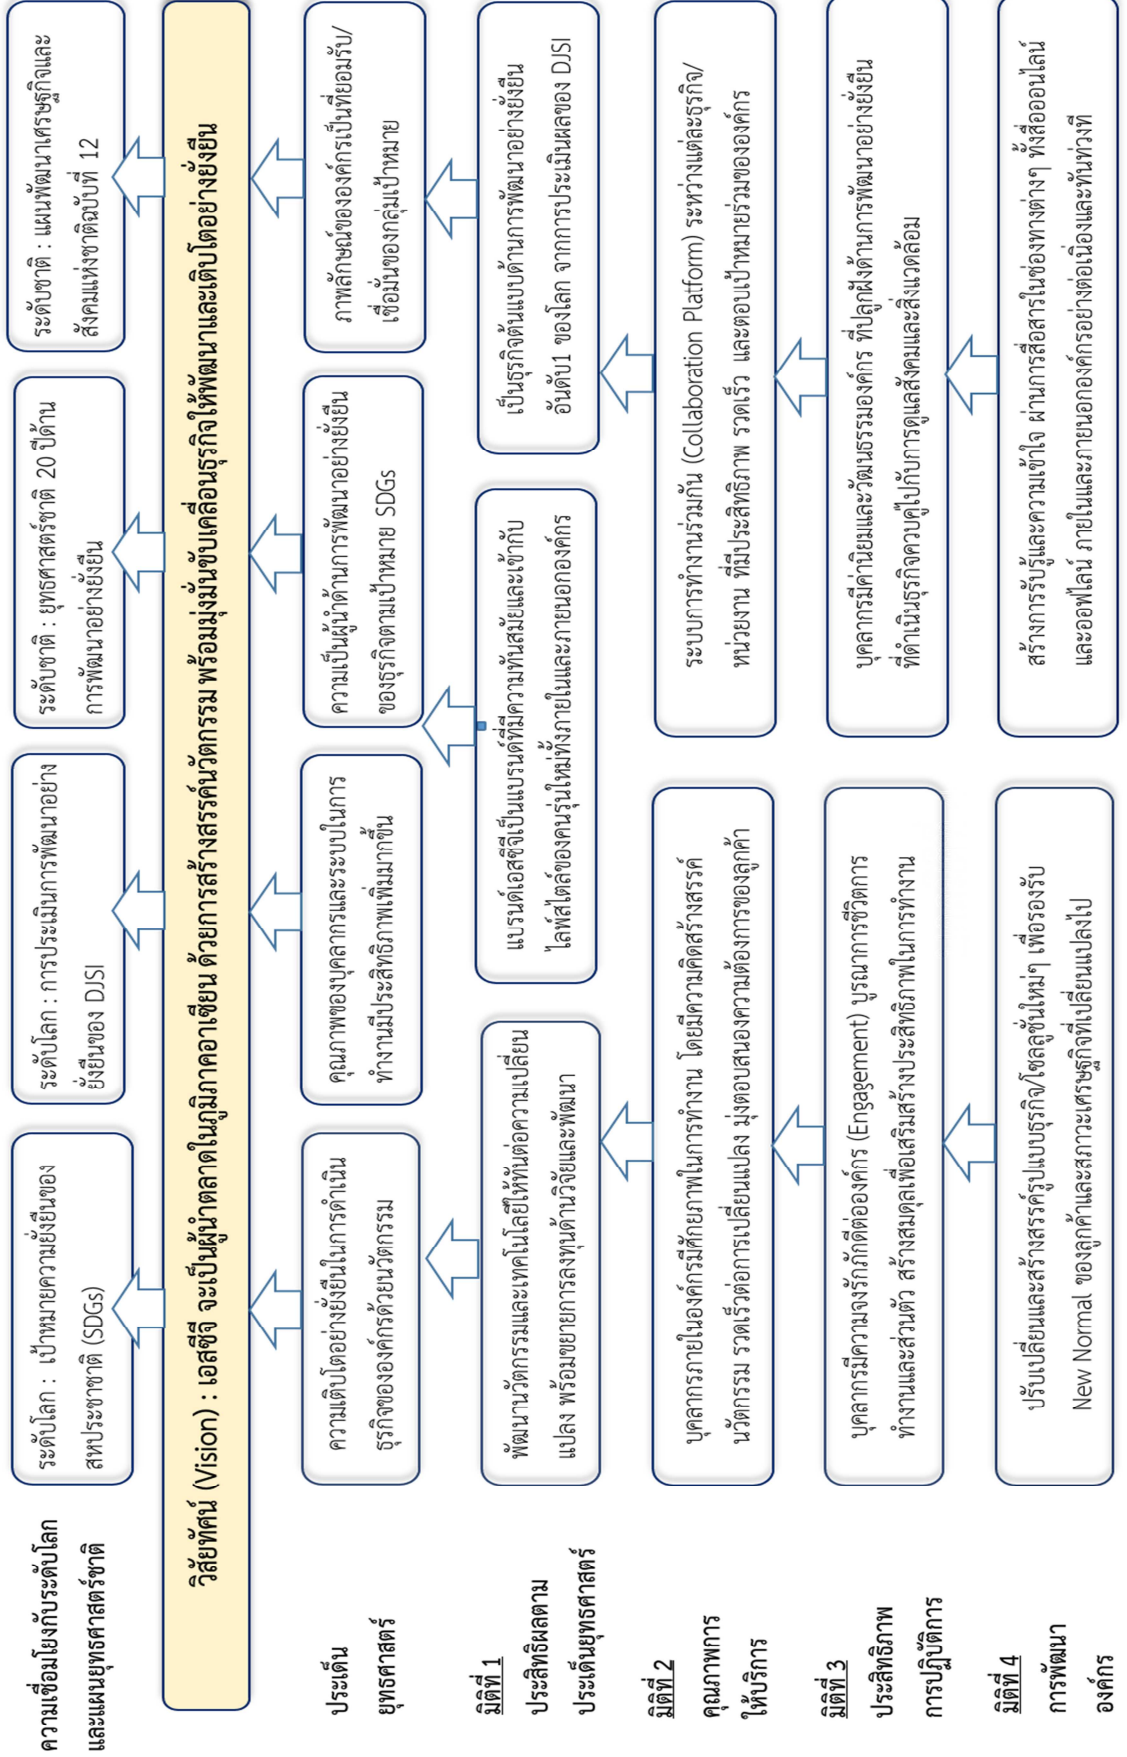 ความเชื่อมโยงกับระดับโลก
และแผนยุทธศาสตร์ชาติ
ระดับโลก : เป้าหมายความยั่งยืนของ
สหประชาชาติ (SDGs)
ระดับโลก : การประเมินการพัฒนาอย่าง
ยั่งยืนของ DJSI
ระดับชาติ : ยุทธศาสตร์ชาติ 20 ปีด้าน
การพัฒนาอย่างยั่งยืน
ระดับชาติ : แผนพัฒนาเศรษฐกิจและ
สังคมแห่งชาติฉบับที่ 12
วิสัยทัศน์ (Vision) : เอสซีจี จะเป็นผู้นำตลาดในภูมิภาคอาเซียน ด้วยการสร้างสรรค์นวัตกรรม พร้อมมุ่งมั่นขับเคลื่อนธุรกิจให้พัฒนาและเติบโตอย่างยั่งยืน
ประเด็น
ยุทธศาสตร์
ความเติบโตอย่างยั่งยืนในการดำเนิน
ธุรกิจขององค์กรด้วยนวัตกรรม
คุณภาพของบุคลากรและระบบในการ
ทำงานมีประสิทธิภาพเพิ่มมากขึ้น
ความเป็นผู้นำด้านการพัฒนาอย่างยั่งยืน
ของธุรกิจตามเป้าหมาย SDGs
ภาพลักษณ์ขององค์กรเป็นที่ยอมรับ/
เชื่อมั่นของกลุ่มเป้าหมาย
มิติที่ 1
ประสิทธิผลตาม
ประเด็นยุทธศาสตร์
พัฒนานวัตกรรมและเทคโนโลยีให้ทันต่อความเปลี่ยน
แปลง พร้อมขยายการลงทุนด้านวิจัยและพัฒนา
แบรนด์เอสซีจีเป็นแบรนด์ที่มีความทันสมัยและเข้ากับ
ไลฟ์สไตล์ของคนรุ่นใหม่ทั้งภายในและภายนอกองค์กร
เป็นธุรกิจต้นแบบด้านการพัฒนาอย่างยั่งยืน
อันดับ1 ของโลก จากการประเมินผลของ DJSI
มิติที่ 2
คุณภาพการ
ให้บริการ
บุคลากรภายในองค์กรมีศักยภาพในการทำงาน โดยมีความคิดสร้างสรรค์
นวัตกรรม รวดเร็วต่อการเปลี่ยนแปลง มุ่งตอบสนองความต้องการของลูกค้า
ระบบการทำงานร่วมกัน (Collaboration Platform) ระหว่างแต่ละธุรกิจ/
หน่วยงาน ที่มีประสิทธิภาพ รวดเร็ว และตอบเป้าหมายร่วมขององค์กร
มิติที่ 3
ประสิทธิภาพ
การปฏิบัติการ
บุคลากรมีความจงรักภักดีต่อองค์กร (Engagement) บูรณาการชีวิตการ
ทำงานและส่วนตัว สร้างสมดุลเพื่อเสริมสร้างประสิทธิภาพในการทำงาน
บุคลากรมีค่านิยมและวัฒนธรรมองค์กร ที่ปลูกฝังด้านการพัฒนาอย่างยั่งยืน
ที่ดำเนินธุรกิจควบคู่ไปกับการดูแลสังคมและสิ่งแวดล้อม
มิติที่ 4
การพัฒนา
องค์กร
ปรับเปลี่ยนและสร้างสรรค์รูปแบบธุรกิจ/โซลูชันใหม่ๆ เพื่อรองรับ
New Normal ของลูกค้าและสภาวะเศรษฐกิจที่เปลี่ยนแปลงไป
สร้างการรับรู้และความเข้าใจ ผ่านการสื่อสารในช่องทางต่างๆ ทั้งสื่อออนไลน์
และออฟไลน์ ภายในและภายนอกองค์กรอย่างต่อเนื่องและทันท่วงที